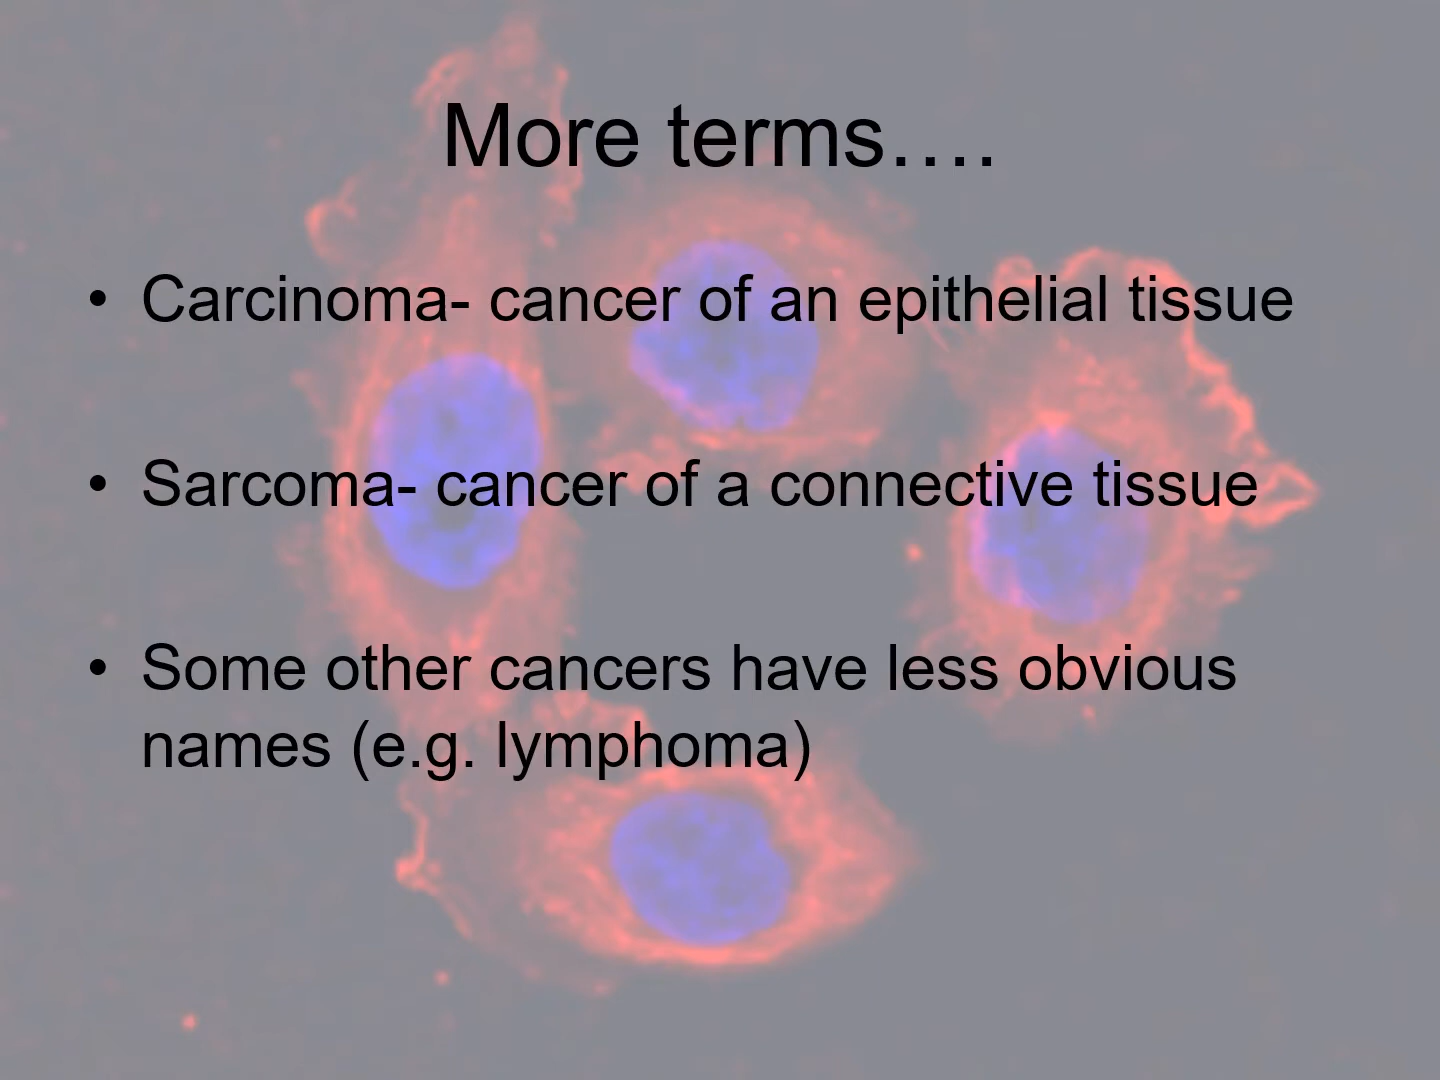 More terms….
• Carcinoma- cancer of an epithelial tissue
• Sarcoma- cancer of a connective tissue
• Some other cancers have less obvious
names (e.g. lymphoma)